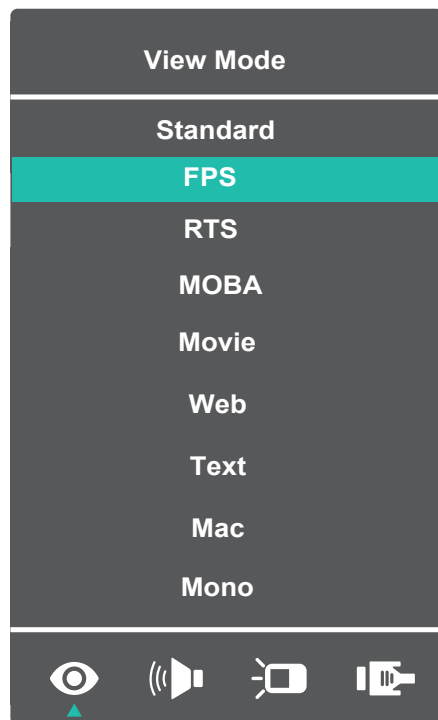 View Mode
Standard
FPS
RTS
MOBA
Movie
Web
Text
Mac
Mono